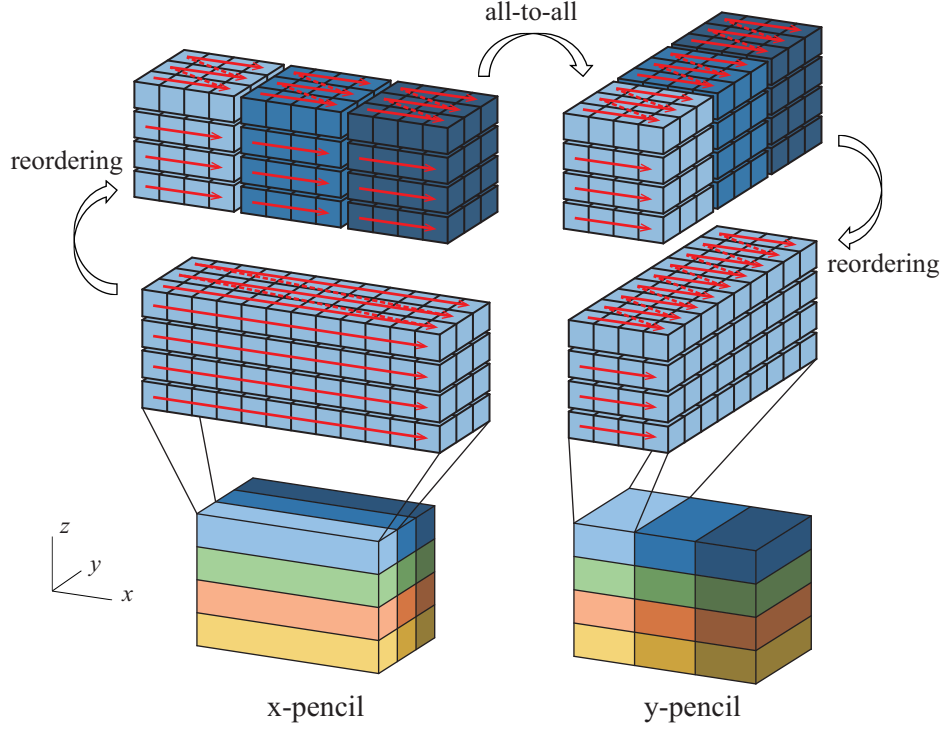 all-to-all
reordering
reordering
z
y
x
x-pencil
y-pencil